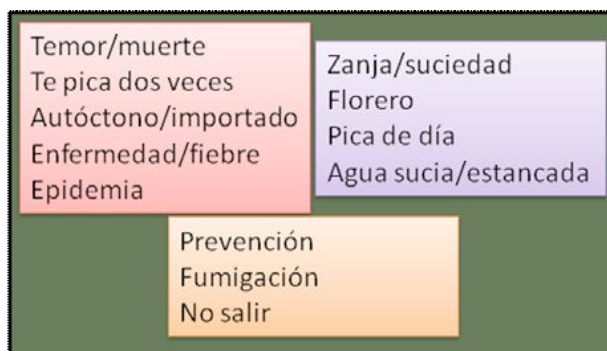 Temor/muerte
Te pica dos veces
Autóctono/importado
Enfermedad/fiebre
Epidemia
Zanja/suciedad
Florero
Pica de día
Agua sucia/estancada
Prevención
Fumigación
No salir